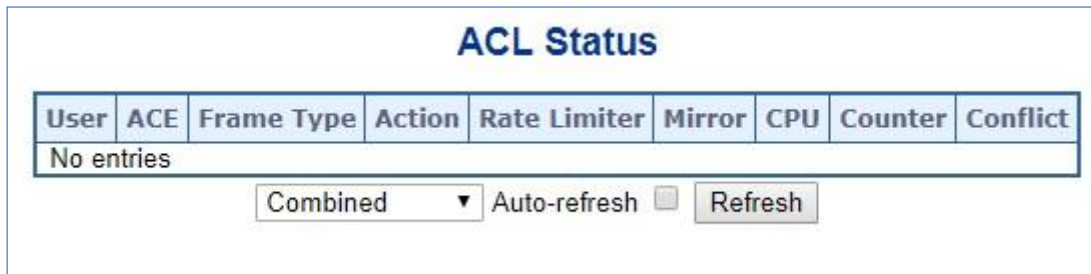 ACL Status
User ACE Frame Type Action Rate Limiter Mirror CPU Counter Conflict
No entries
Combined Auto-refresh Refresh